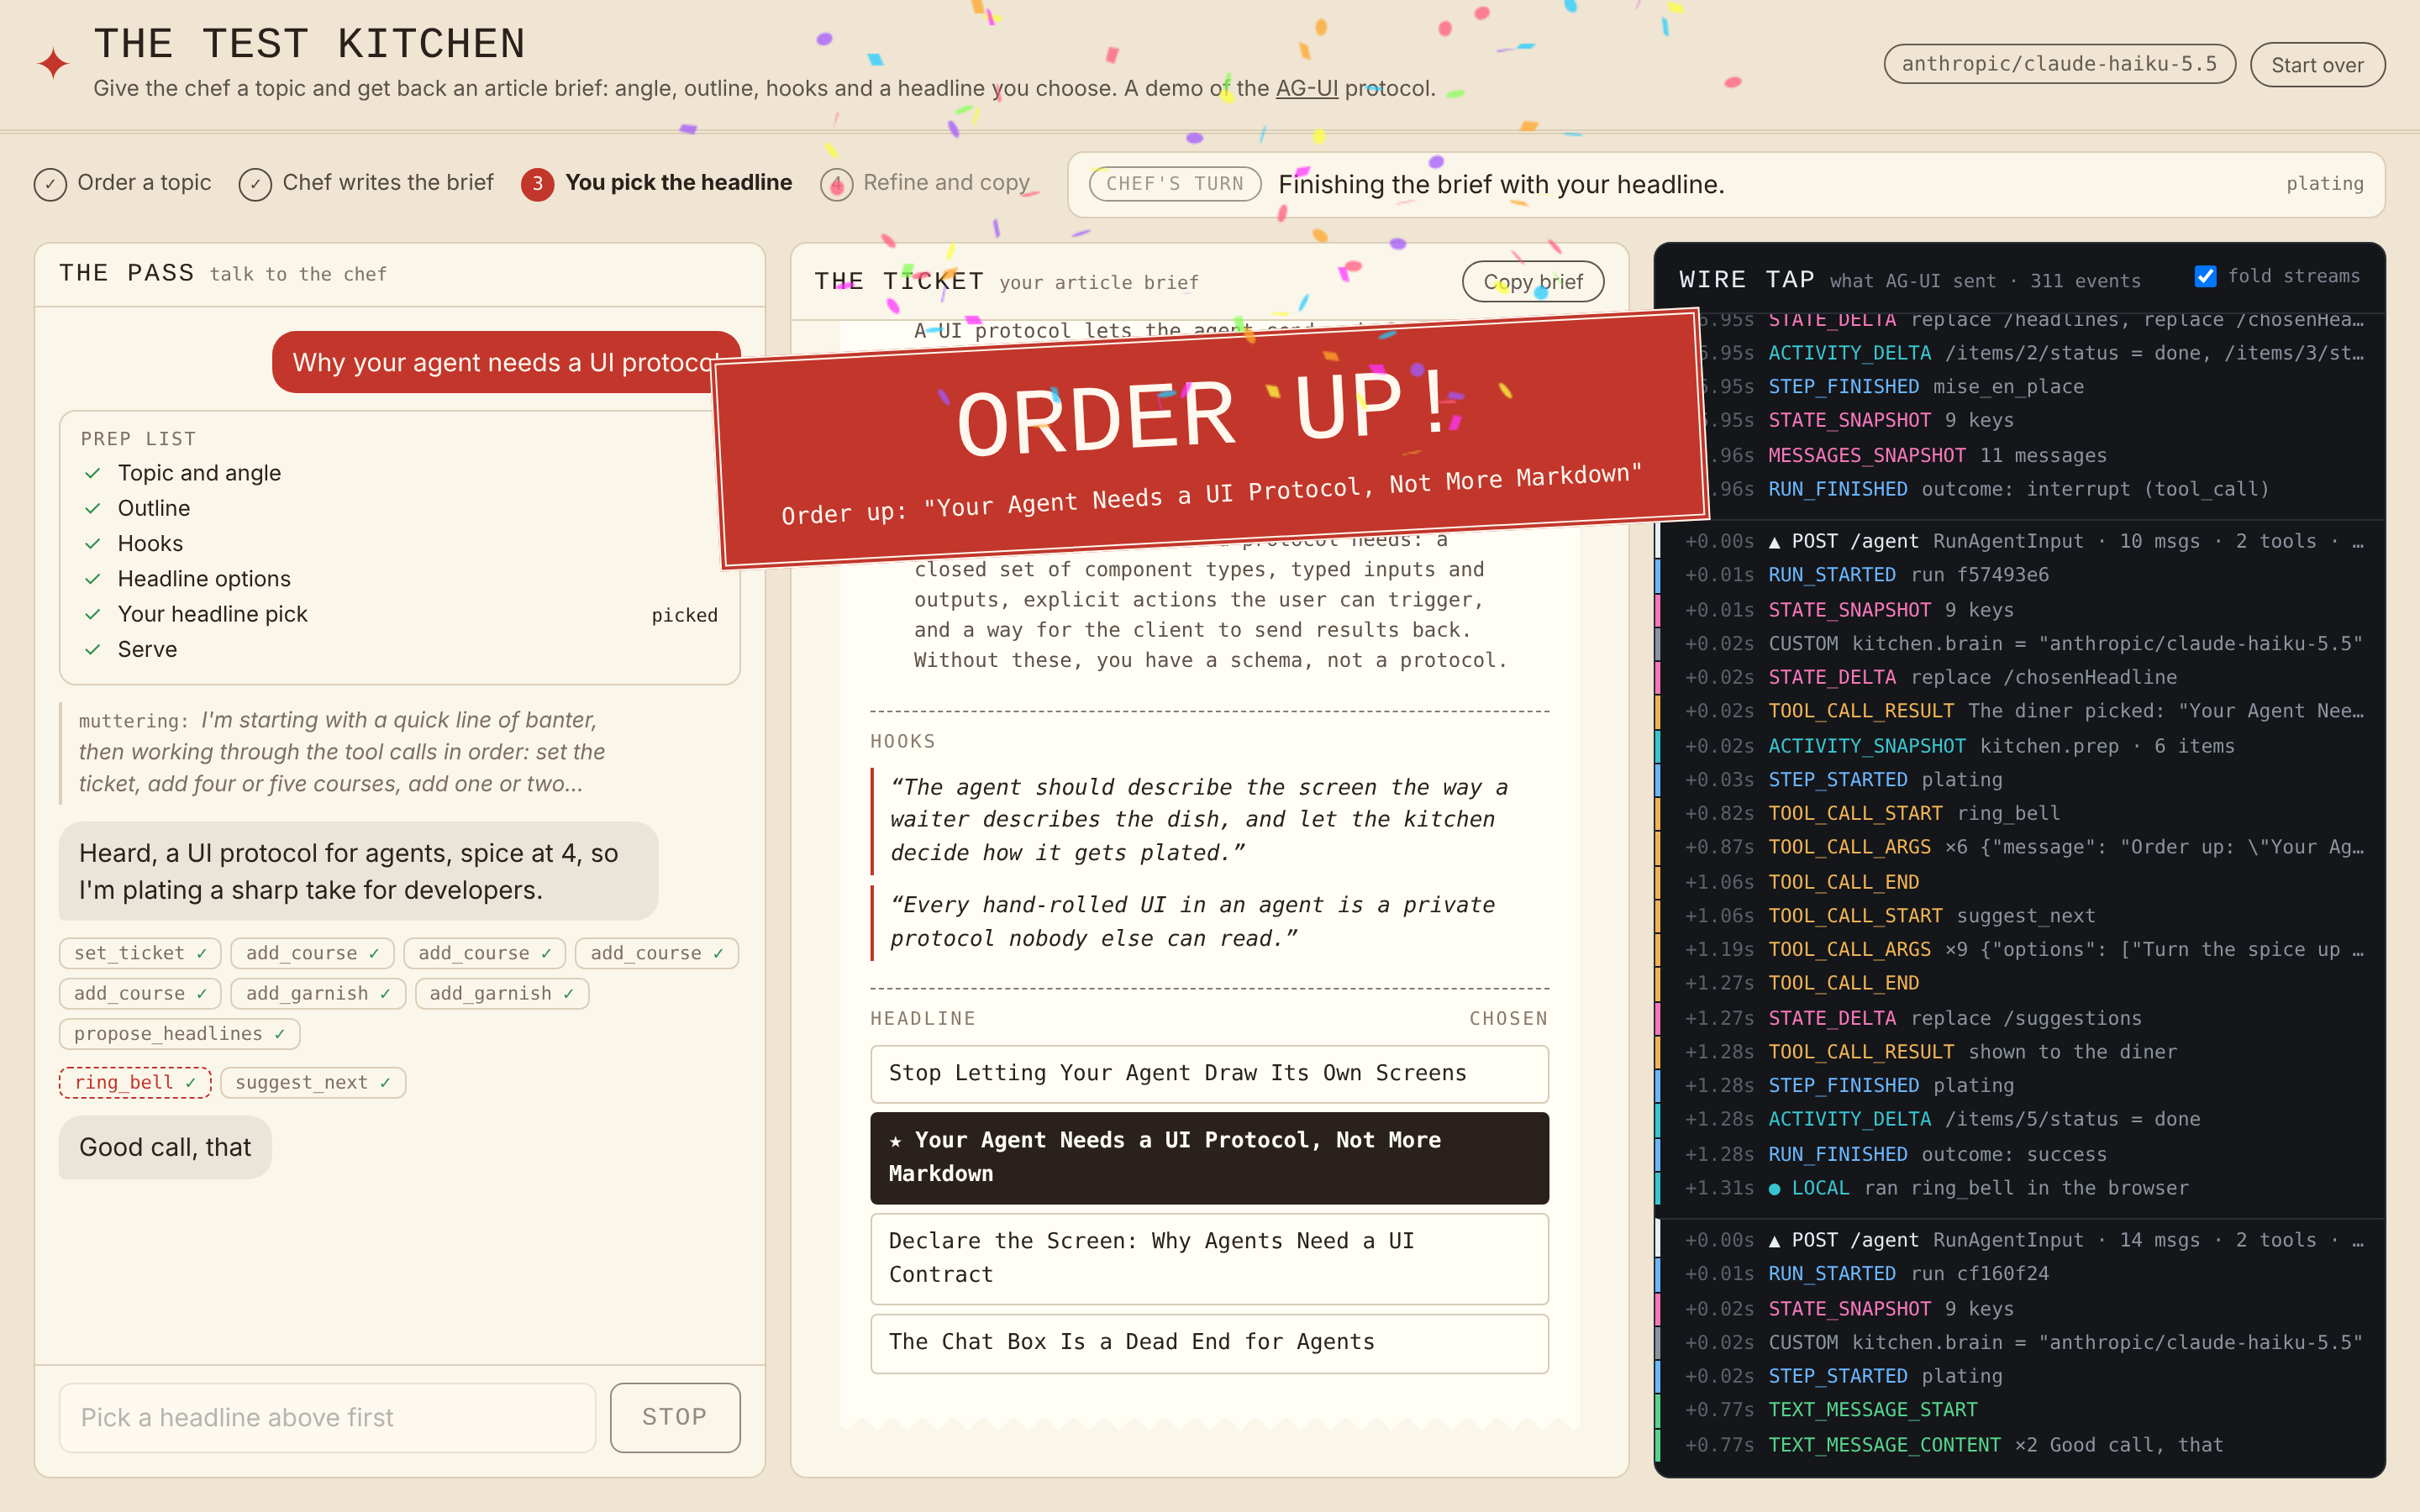 ✦ THE TEST KITCHEN
Give the chef a topic and get back an article brief: angle, outline, hooks and a headline you choose. A demo of the AG-UI protocol.
anthropic/claude-haiku-5.5
Start over
✓ Order a topic
✓ Chef writes the brief
3 You pick the headline
4 Refine and copy
CHEF'S TURN Finishing the brief with your headline.
plating
THE PASS talk to the chef
Why your agent needs a UI protocol
PREP LIST
✓ Topic and angle
✓ Outline
✓ Hooks
✓ Headline options
✓ Your headline pick picked
✓ Serve
muttering: I'm starting with a quick line of banter,
then working through the tool calls in order: set the
ticket, add four or five courses, add one or two...
Heard, a UI protocol for agents, spice at 4, so
I'm plating a sharp take for developers.
set_ticket ✓ add_course ✓ add_course ✓ add_course ✓
add_course ✓ add_garnish ✓ add_garnish ✓
propose_headlines ✓
ring_bell ✓ suggest_next ✓
Good call, that
Pick a headline above first
STOP
THE TICKET your article brief
Copy brief
A UI protocol lets the agent
ORDER UP!
Order up: "Your Agent Needs a UI Protocol, Not More Markdown"
protocol needs: a
closed set of component types, typed inputs and
outputs, explicit actions the user can trigger,
and a way for the client to send results back.
Without these, you have a schema, not a protocol.
HOOKS
“The agent should describe the screen the way a
waiter describes the dish, and let the kitchen
decide how it gets plated.”
“Every hand-rolled UI in an agent is a private
protocol nobody else can read.”
HEADLINE CHOSEN
Stop Letting Your Agent Draw Its Own Screens
★ Your Agent Needs a UI Protocol, Not More
Markdown
Declare the Screen: Why Agents Need a UI
Contract
The Chat Box Is a Dead End for Agents
WIRE TAP what AG-UI sent · 311 events
fold streams
6.95s STATE_DELTA replace /headlines, replace /chosenHea…
6.95s ACTIVITY_DELTA /items/2/status = done, /items/3/st…
6.95s STEP_FINISHED mise_en_place
6.95s STATE_SNAPSHOT 9 keys
.96s MESSAGES_SNAPSHOT 11 messages
.96s RUN_FINISHED outcome: interrupt (tool_call)
+0.00s ▲ POST /agent RunAgentInput · 10 msgs · 2 tools · …
+0.01s RUN_STARTED run f57493e6
+0.01s STATE_SNAPSHOT 9 keys
+0.02s CUSTOM kitchen.brain = "anthropic/claude-haiku-5.5"
+0.02s STATE_DELTA replace /chosenHeadline
+0.02s TOOL_CALL_RESULT The diner picked: "Your Agent Nee…
+0.02s ACTIVITY_SNAPSHOT kitchen.prep · 6 items
+0.03s STEP_STARTED plating
+0.82s TOOL_CALL_START ring_bell
+0.87s TOOL_CALL_ARGS ×6 {"message": "Order up: \"Your Ag…
+1.06s TOOL_CALL_END
+1.06s TOOL_CALL_START suggest_next
+1.19s TOOL_CALL_ARGS ×9 {"options": ["Turn the spice up …
+1.27s TOOL_CALL_END
+1.27s STATE_DELTA replace /suggestions
+1.28s TOOL_CALL_RESULT shown to the diner
+1.28s STEP_FINISHED plating
+1.28s ACTIVITY_DELTA /items/5/status = done
+1.28s RUN_FINISHED outcome: success
+1.31s ● LOCAL ran ring_bell in the browser
+0.00s ▲ POST /agent RunAgentInput · 14 msgs · 2 tools · …
+0.01s RUN_STARTED run cf160f24
+0.02s STATE_SNAPSHOT 9 keys
+0.02s CUSTOM kitchen.brain = "anthropic/claude-haiku-5.5"
+0.02s STEP_STARTED plating
+0.77s TEXT_MESSAGE_START
+0.77s TEXT_MESSAGE_CONTENT ×2 Good call, that